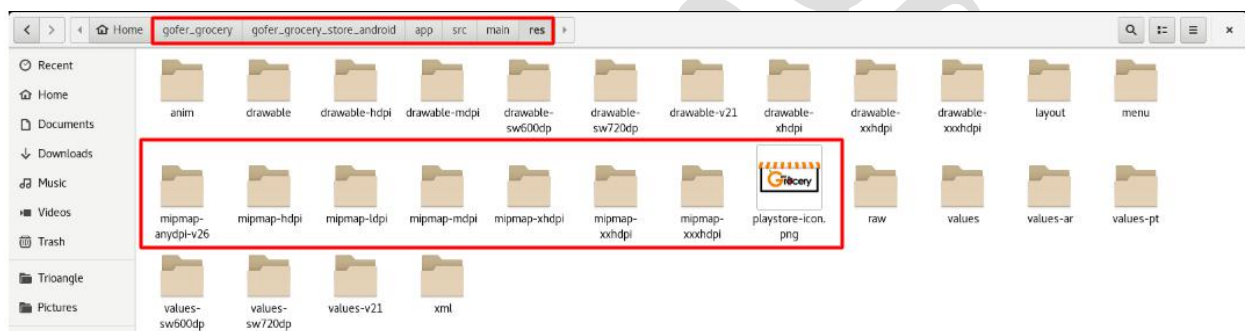 Home gofer_grocery gofer_grocery_store_android app src main res
Recent
Home
Documents
Downloads
Music
Videos
Trash
Trioangle
Pictures
anim drawable drawable-hdpi drawable-mdpi drawable- drawable- drawable-v21 drawable- drawable- drawable- layout menu
sw600dp sw720dp xhdpi xxhdpi xxxhdpi
Grocery
mipmap- mipmap-hdpi mipmap-ldpi mipmap-mdpi mipmap-xhdpi mipmap- mipmap- playstore-icon. raw values values-ar values-pt
anydpi-v26 xxhdpi xxxhdpi png
values- values- values-v21 xml
sw600dp sw720dp